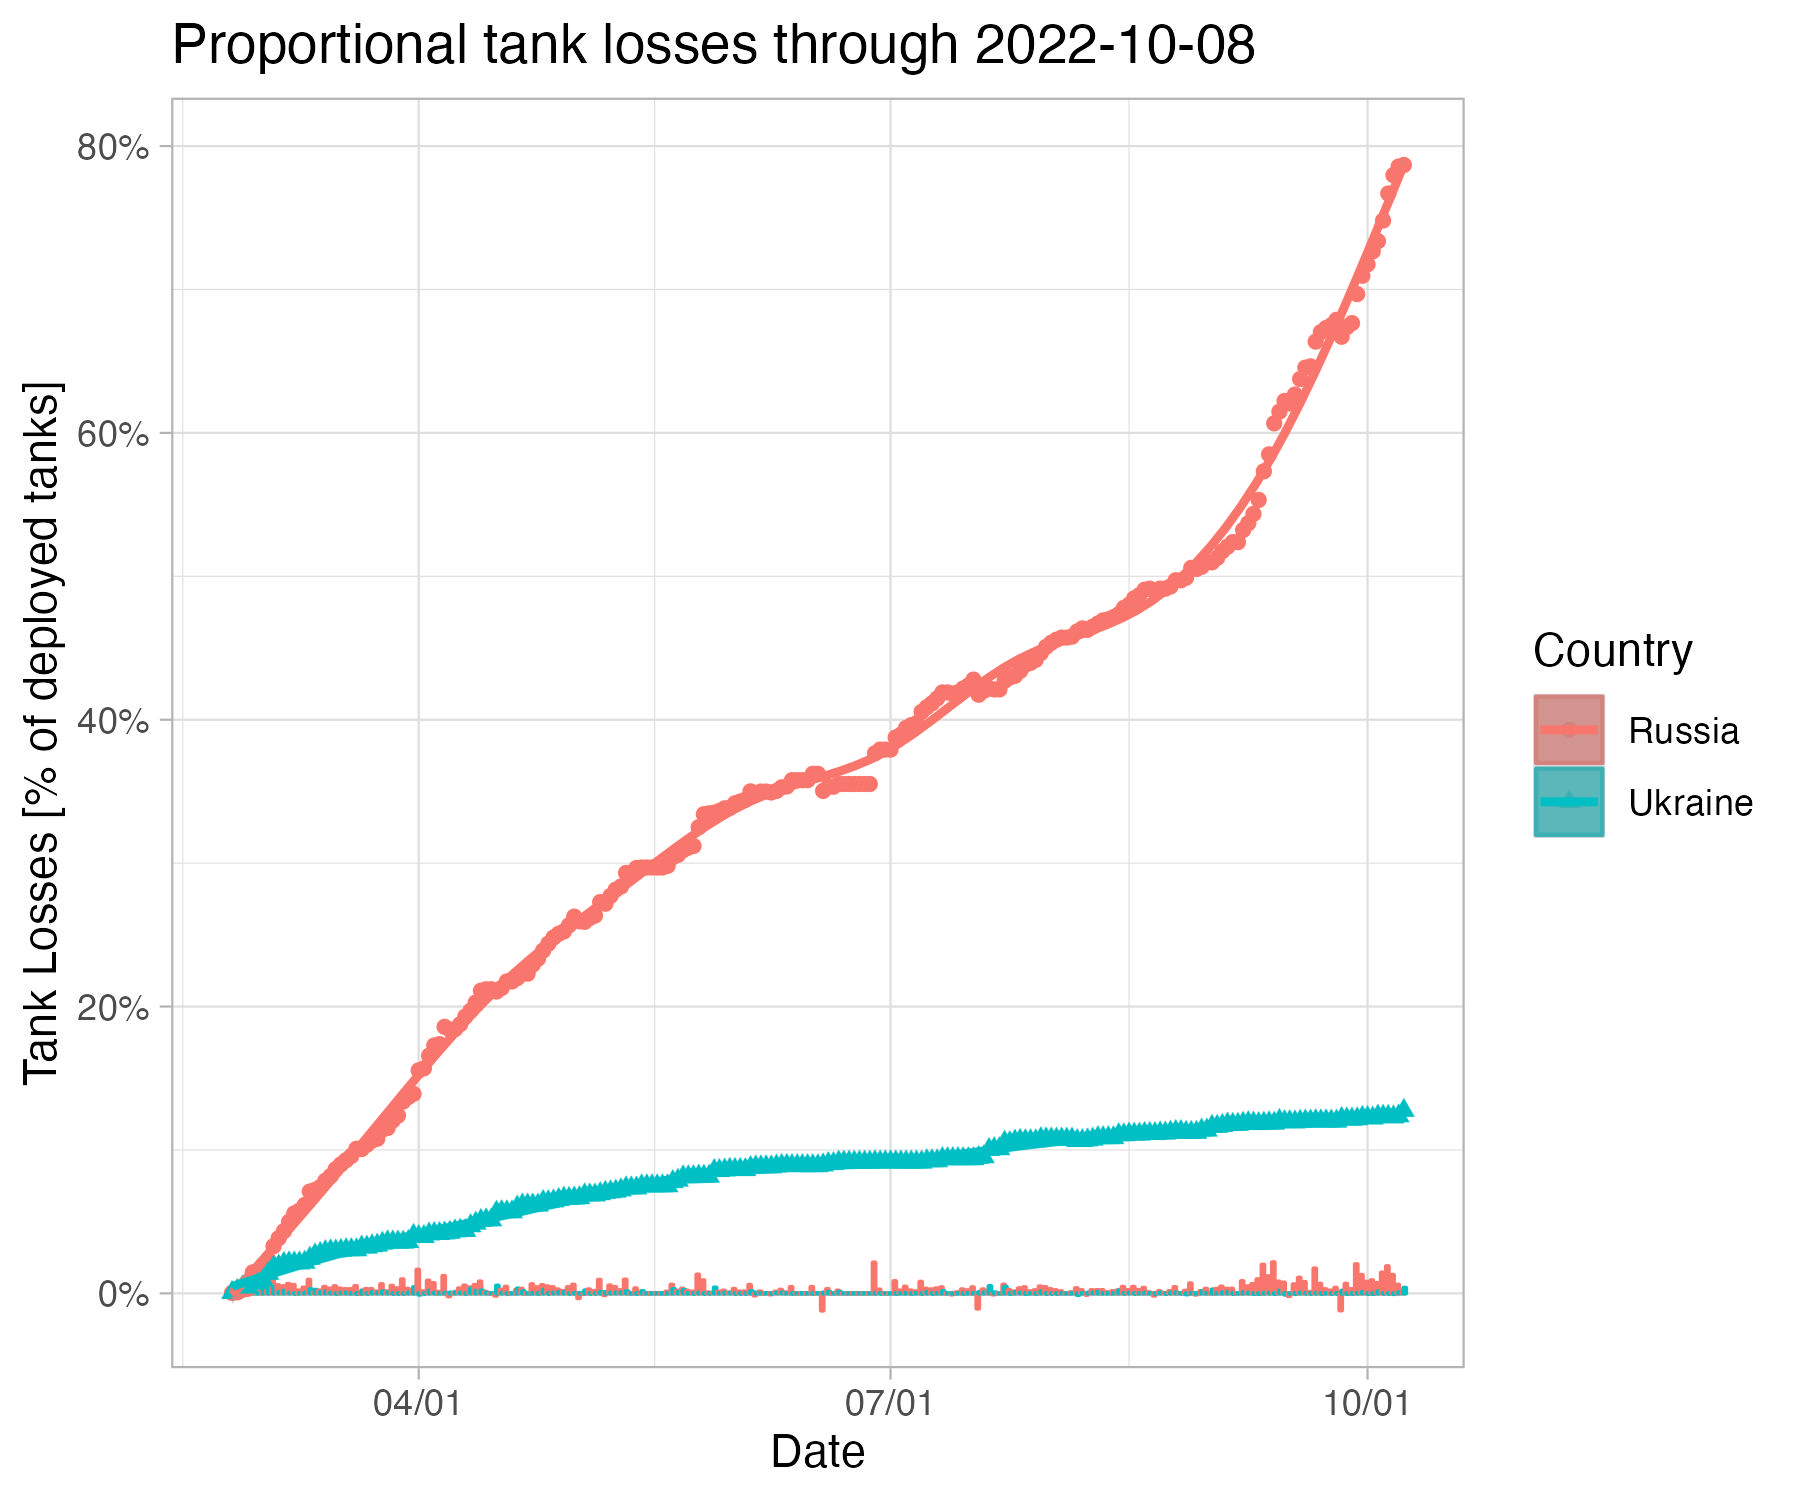 Proportional tank losses through 2022-10-08
Tank Losses [% of deployed tanks]
80%
60%
40%
20%
0%
04/01
07/01
10/01
Date
Country
Russia
Ukraine